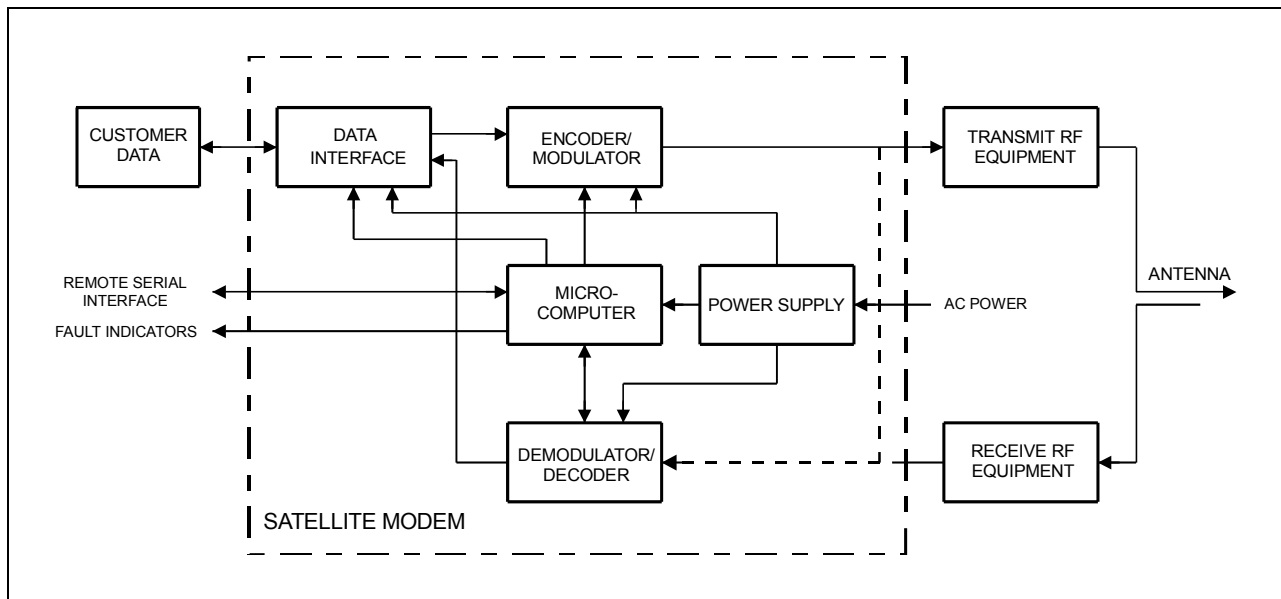 CUSTOMER
DATA
DATA
INTERFACE
ENCODER/
MODULATOR
TRANSMIT RF
EQUIPMENT
REMOTE SERIAL
INTERFACE
FAULT INDICATORS
MICRO-
COMPUTER
POWER SUPPLY
AC POWER
ANTENNA
DEMODULATOR/
DECODER
RECEIVE RF
EQUIPMENT
SATELLITE MODEM